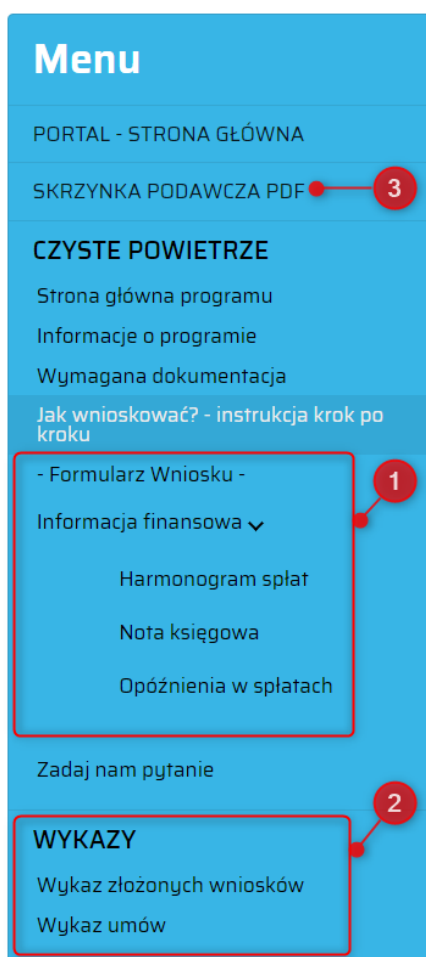 Menu
PORTAL - STRONA GŁÓWNA
SKRZYNKA PODAWCZA PDF
3
CZYSTE POWIETRZE
Strona główna programu
Informacje o programie
Wymagana dokumentacja
Jak wnioskować? - instrukcja krok po
kroku
- Formularz Wniosku -
1
Informacja finansowa
Harmonogram spłat
Nota księgowa
Opóźnienia w spłatach
Zadaj nam pytanie
2
WYKAZY
Wykaz złożonych wniosków
Wykaz umów